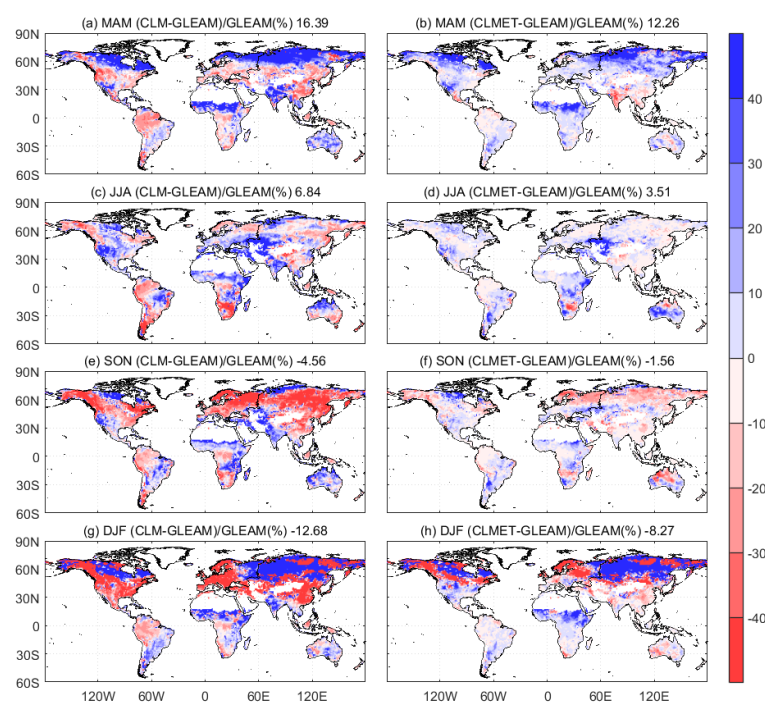 (a) MAM (CLM-GLEAM)/GLEAM(%) 16.39
(b) MAM (CLMET-GLEAM)/GLEAM(%) 12.26
90N
60N
30N
0
30S
60S
(c) JJA (CLM-GLEAM)/GLEAM(%) 6.84
(d) JJA (CLMET-GLEAM)/GLEAM(%) 3.51
90N
60N
30N
0
30S
60S
(e) SON (CLM-GLEAM)/GLEAM(%) -4.56
(f) SON (CLMET-GLEAM)/GLEAM(%) -1.56
90N
60N
30N
0
30S
60S
(g) DJF (CLM-GLEAM)/GLEAM(%) -12.68
(h) DJF (CLMET-GLEAM)/GLEAM(%) -8.27
90N
60N
30N
0
30S
60S
120W 60W 0 60E 120E
120W 60W 0 60E 120E
40
30
20
10
0
-10
-20
-30
-40